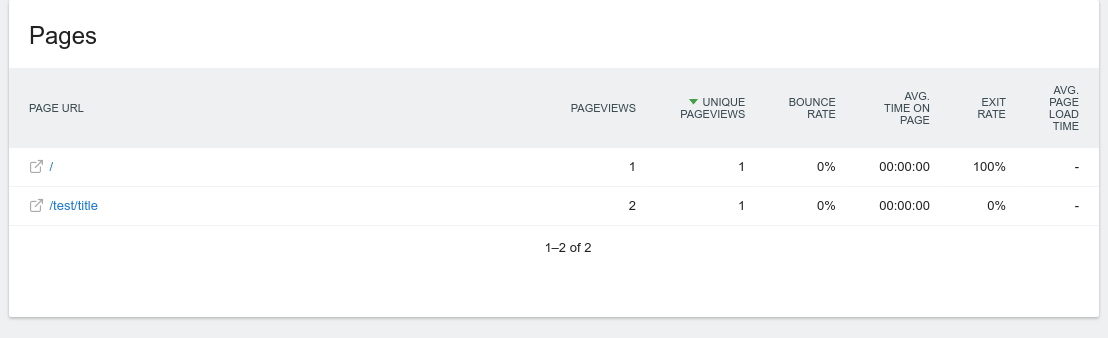 Pages
PAGE URL PAGEVIEWS UNIQUE PAGEVIEWS BOUNCE RATE AVG. TIME ON PAGE EXIT RATE AVG. PAGE LOAD TIME
/ 1 1 0% 00:00:00 100% -
/test/title 2 1 0% 00:00:00 0% -
1–2 of 2